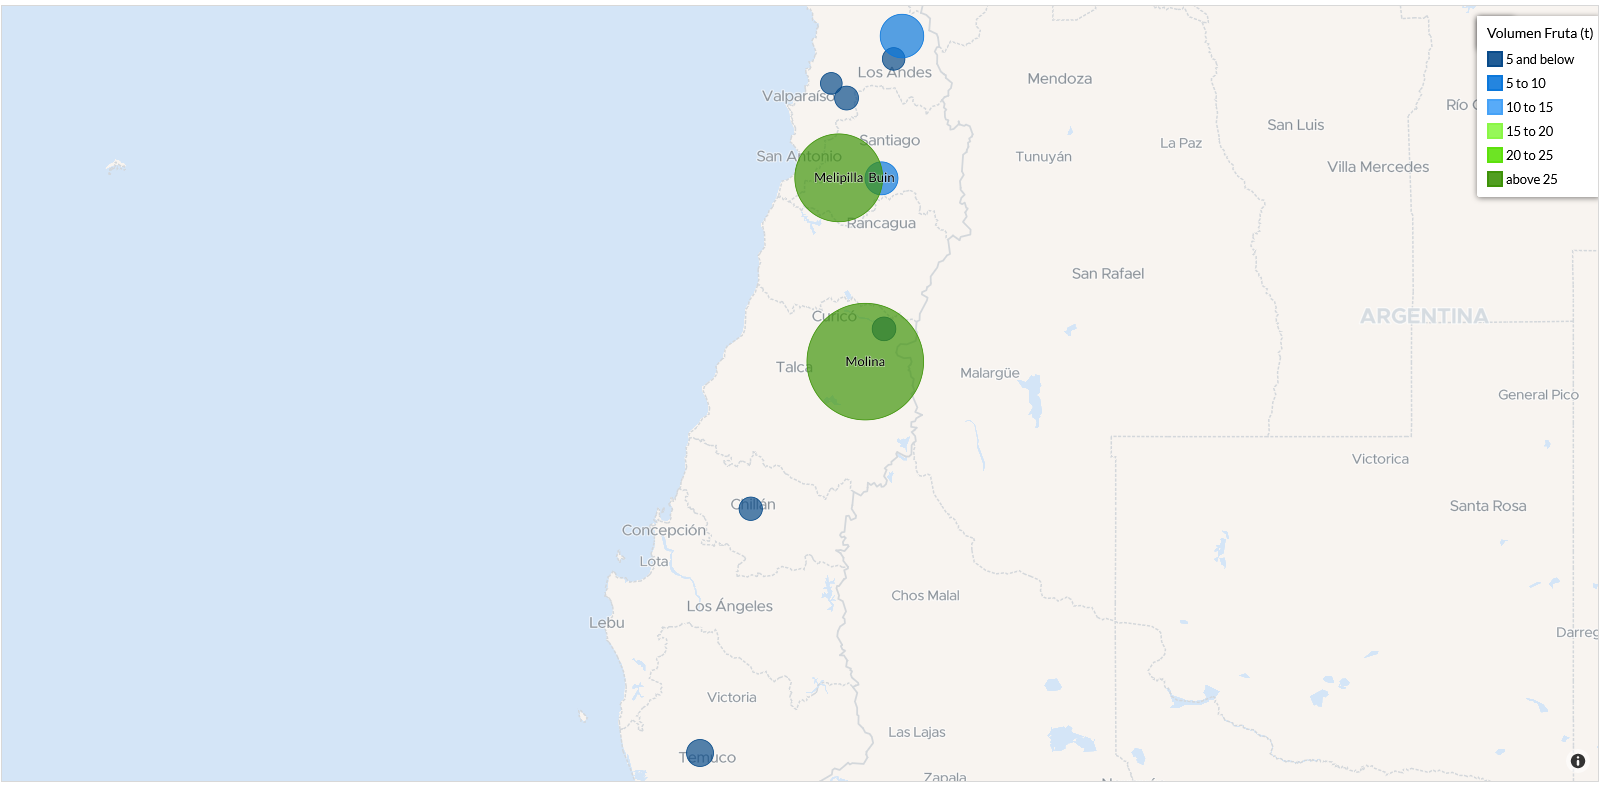 Volumen Fruta (t)
5 and below
5 to 10
10 to 15
15 to 20
20 to 25
above 25
Los Andes
Mendoza
Valparaíso
Río
San Luis
Santiago
La Paz
San Antonio
Tunuyán
Villa Mercedes
Melipilla
Buin
Rancagua
San Rafael
Curicó
ARGENTINA
Molina
Talca
Malargüe
General Pico
Victorica
Chillán
Santa Rosa
Concepción
Lota
Chos Malal
Los Ángeles
Lebu
Darreg
Victoria
Las Lajas
Temuco
Zapala